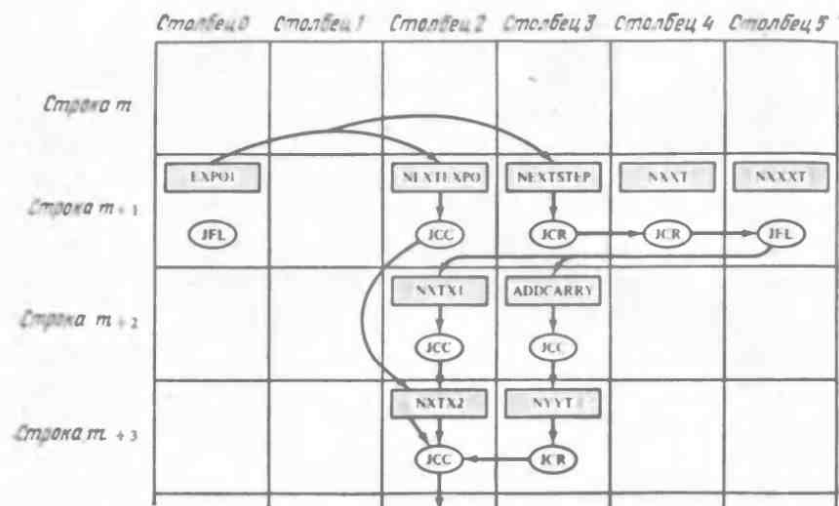 Столбец 0 Столбец 1 Столбец 2 Столбец 3 Столбец 4 Столбец 5
Строка m
EXPO1 NEXTEXPO NEXTSTEP NXXT NXXXT
Строка m + 1
JFL JCC JCR JCR JFL
NXTX1 ADDCARRY
Строка m + 2
JCC JCC
NXTX2 NYYT
Строка m + 3
JCC JCR